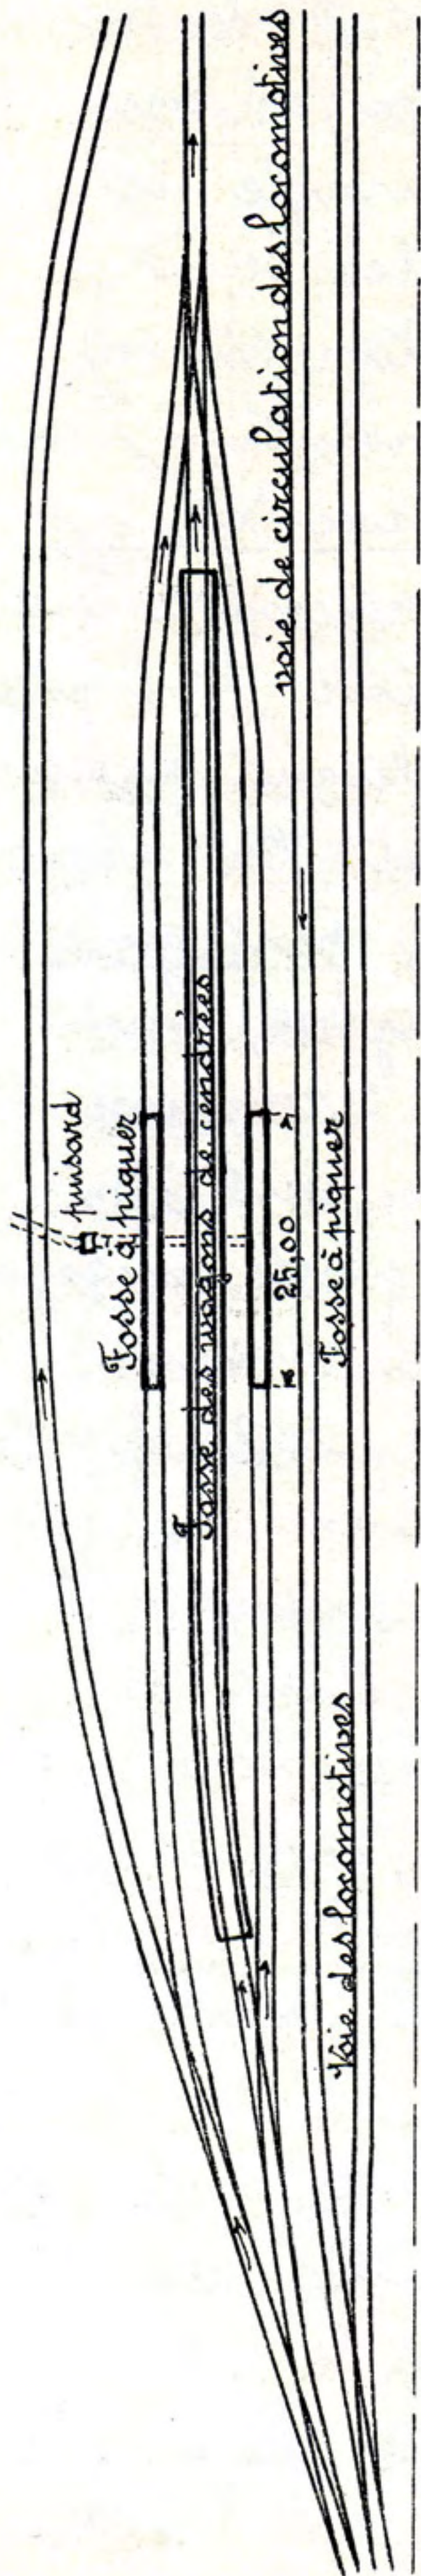 puisard
Fosse à piquer
Fosse des wagons de cendrées
25,00
Fosse à piquer
voie de circulation des locomotives
Voie des locomotives